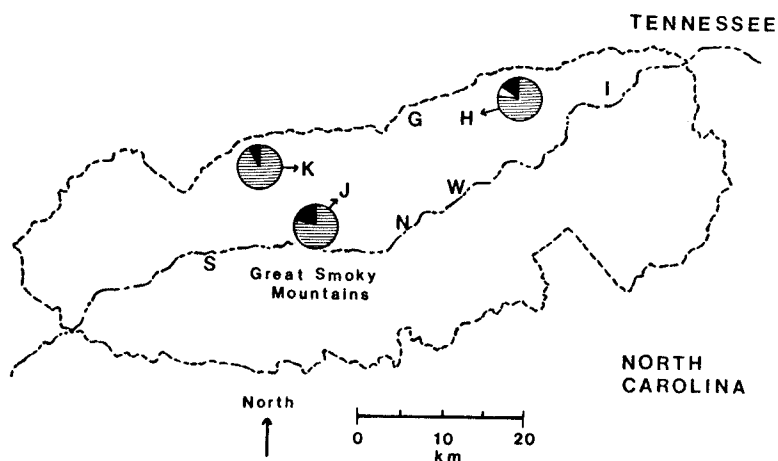 TENNESSEE
I
G
H
K
W
J
N
S
Great Smoky
Mountains
NORTH
CAROLINA
North
0 10 20
km